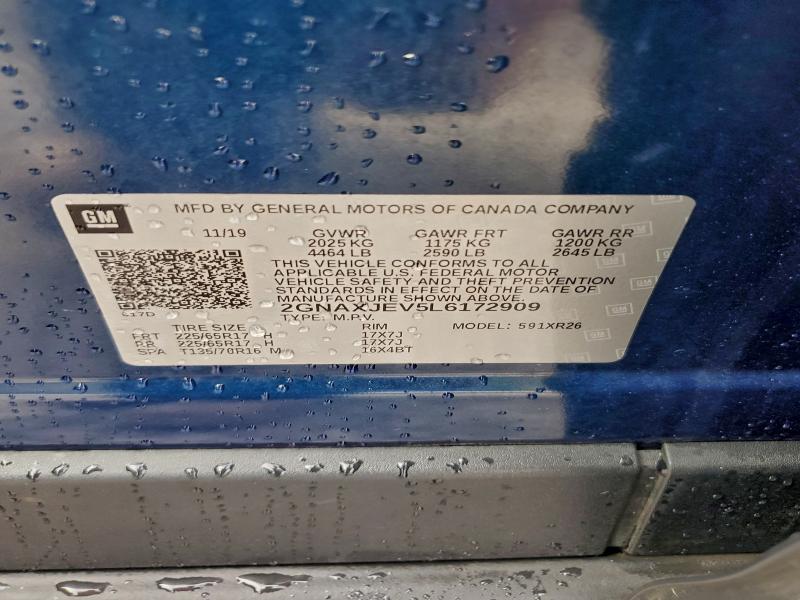 GM
MFD BY GENERAL MOTORS OF CANADA COMPANY
11/19 GVWR GAWR FRT GAWR RR
2025 KG 1175 KG 1200 KG
4464 LB 2590 LB 2645 LB
THIS VEHICLE CONFORMS TO ALL
APPLICABLE U.S. FEDERAL MOTOR
VEHICLE SAFETY AND THEFT PREVENTION
STANDARDS IN EFFECT ON THE DATE OF
MANUFACTURE SHOWN ABOVE.
2GNAXJEV5L6172909
TYPE: M.P.V. MODEL: 591XR26
TIRE SIZE RIM
FRT 225/65R17 H 17X7J
RR 225/65R17 H 17X7J
SPA T135/70R16 M 16X4BT